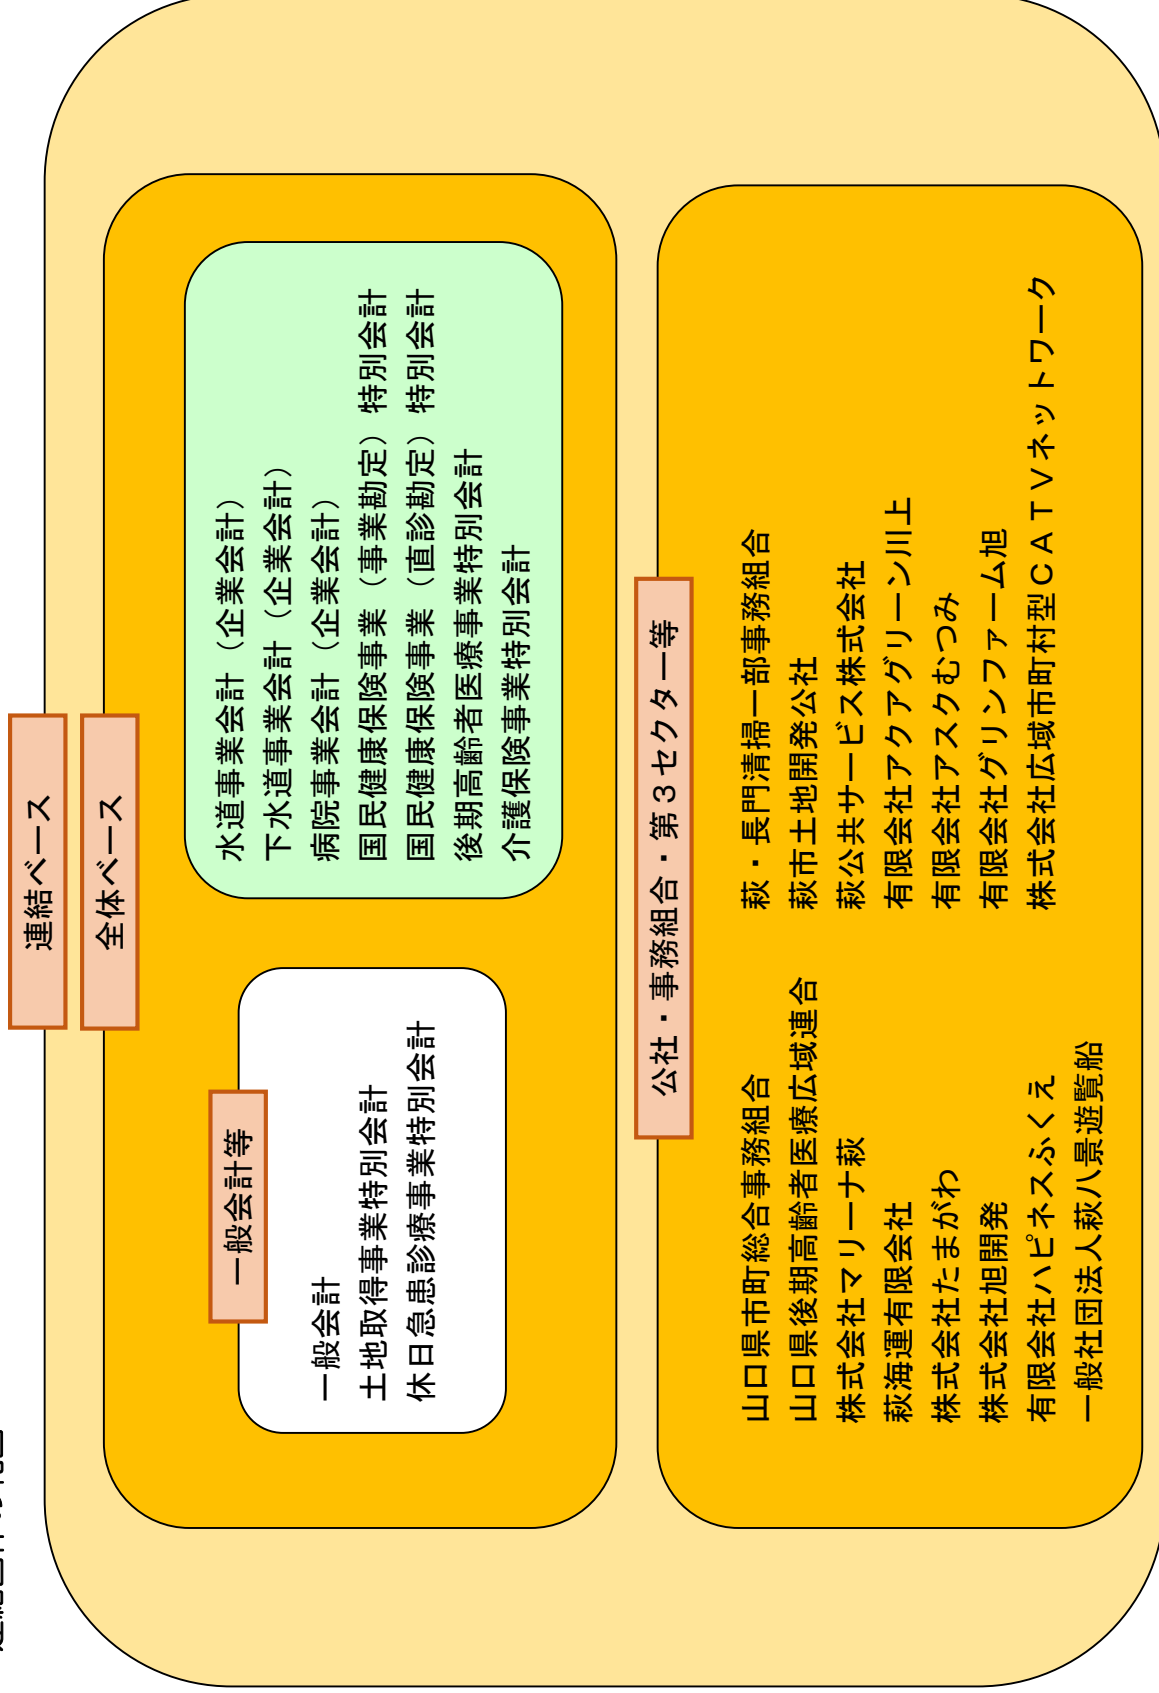 連結ベース
全体ベース
一般会計等
一般会計
土地取得事業特別会計
休日急患診療事業特別会計
水道事業会計（企業会計）
下水道事業会計（企業会計）
病院事業会計（企業会計）
国民健康保険事業（事業勘定）特別会計
国民健康保険事業（直診勘定）特別会計
後期高齢者医療事業特別会計
介護保険事業特別会計
公社・事務組合・第３セクター等
山口県市町総合事務組合
山口県後期高齢者医療広域連合
株式会社マリーナ萩
萩海運有限会社
株式会社たまがわ
株式会社旭開発
有限会社ハピネスふくえ
一般社団法人萩八景遊覧船
萩・長門清掃一部事務組合
萩市土地開発公社
萩公共サービス株式会社
有限会社アクアグリーン川上
有限会社アスクむつみ
有限会社グリンファーム旭
株式会社広域市町村型ＣＡＴＶネットワーク